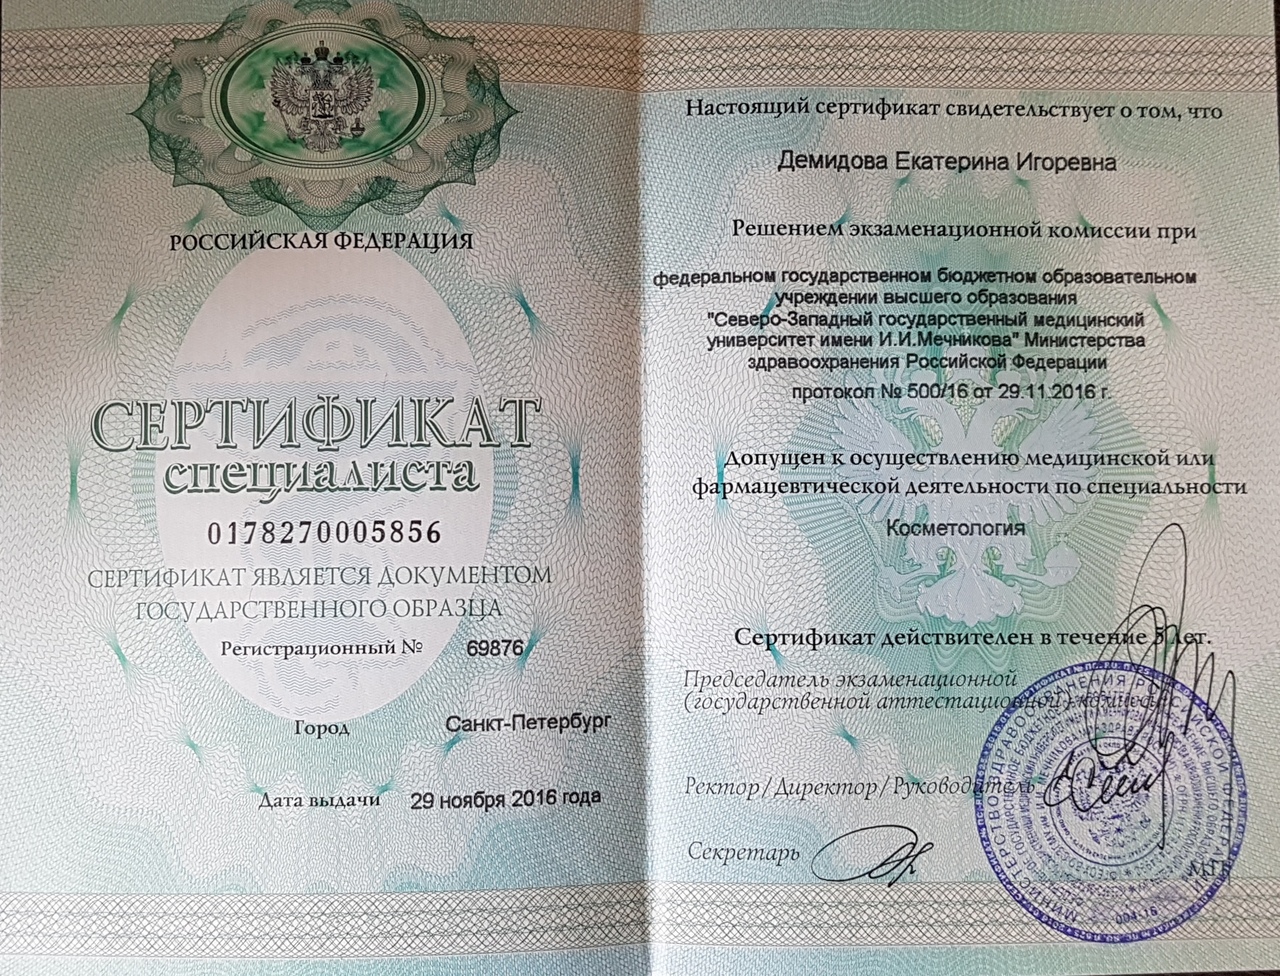 РОССИЙСКАЯ ФЕДЕРАЦИЯ
СЕРТИФИКАТ
специалиста
0178270005856
СЕРТИФИКАТ ЯВЛЯЕТСЯ ДОКУМЕНТОМ
ГОСУДАРСТВЕННОГО ОБРАЗЦА
Регистрационный № 69876
Город Санкт-Петербург
Дата выдачи 29 ноября 2016 года
Настоящий сертификат свидетельствует о том, что
Демидова Екатерина Игоревна
Решением экзаменационной комиссии при
федеральном государственном бюджетном образовательном
учреждении высшего образования
"Северо-Западный государственный медицинский
университет имени И.И.Мечникова" Министерства
здравоохранения Российской Федерации
протокол № 500/16 от 29.11.2016 г.
Допущен к осуществлению медицинской или
фармацевтической деятельности по специальности
Косметология
Сертификат действителен в течение 5 лет.
Председатель экзаменационной
(государственной аттестационной) комиссии
Ректор/Директор/Руководитель
Секретарь
М.П.
МИНИСТЕРСТВО ЗДРАВООХРАНЕНИЯ РОССИЙСКОЙ ФЕДЕРАЦИИ